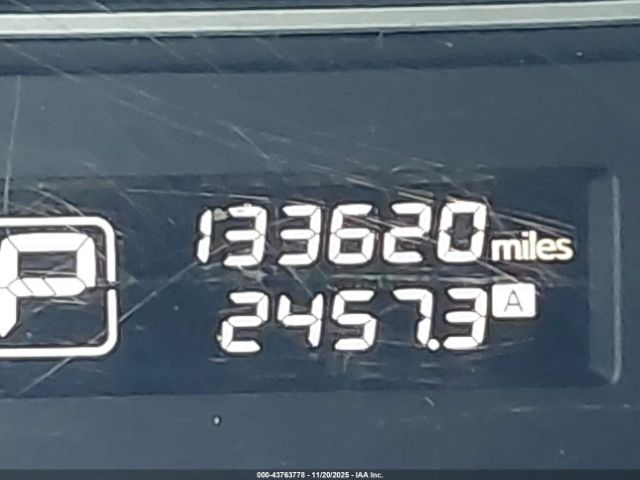 133620 miles
P
2457.3 A
000-43763778 - 11/20/2025 - IAA Inc.